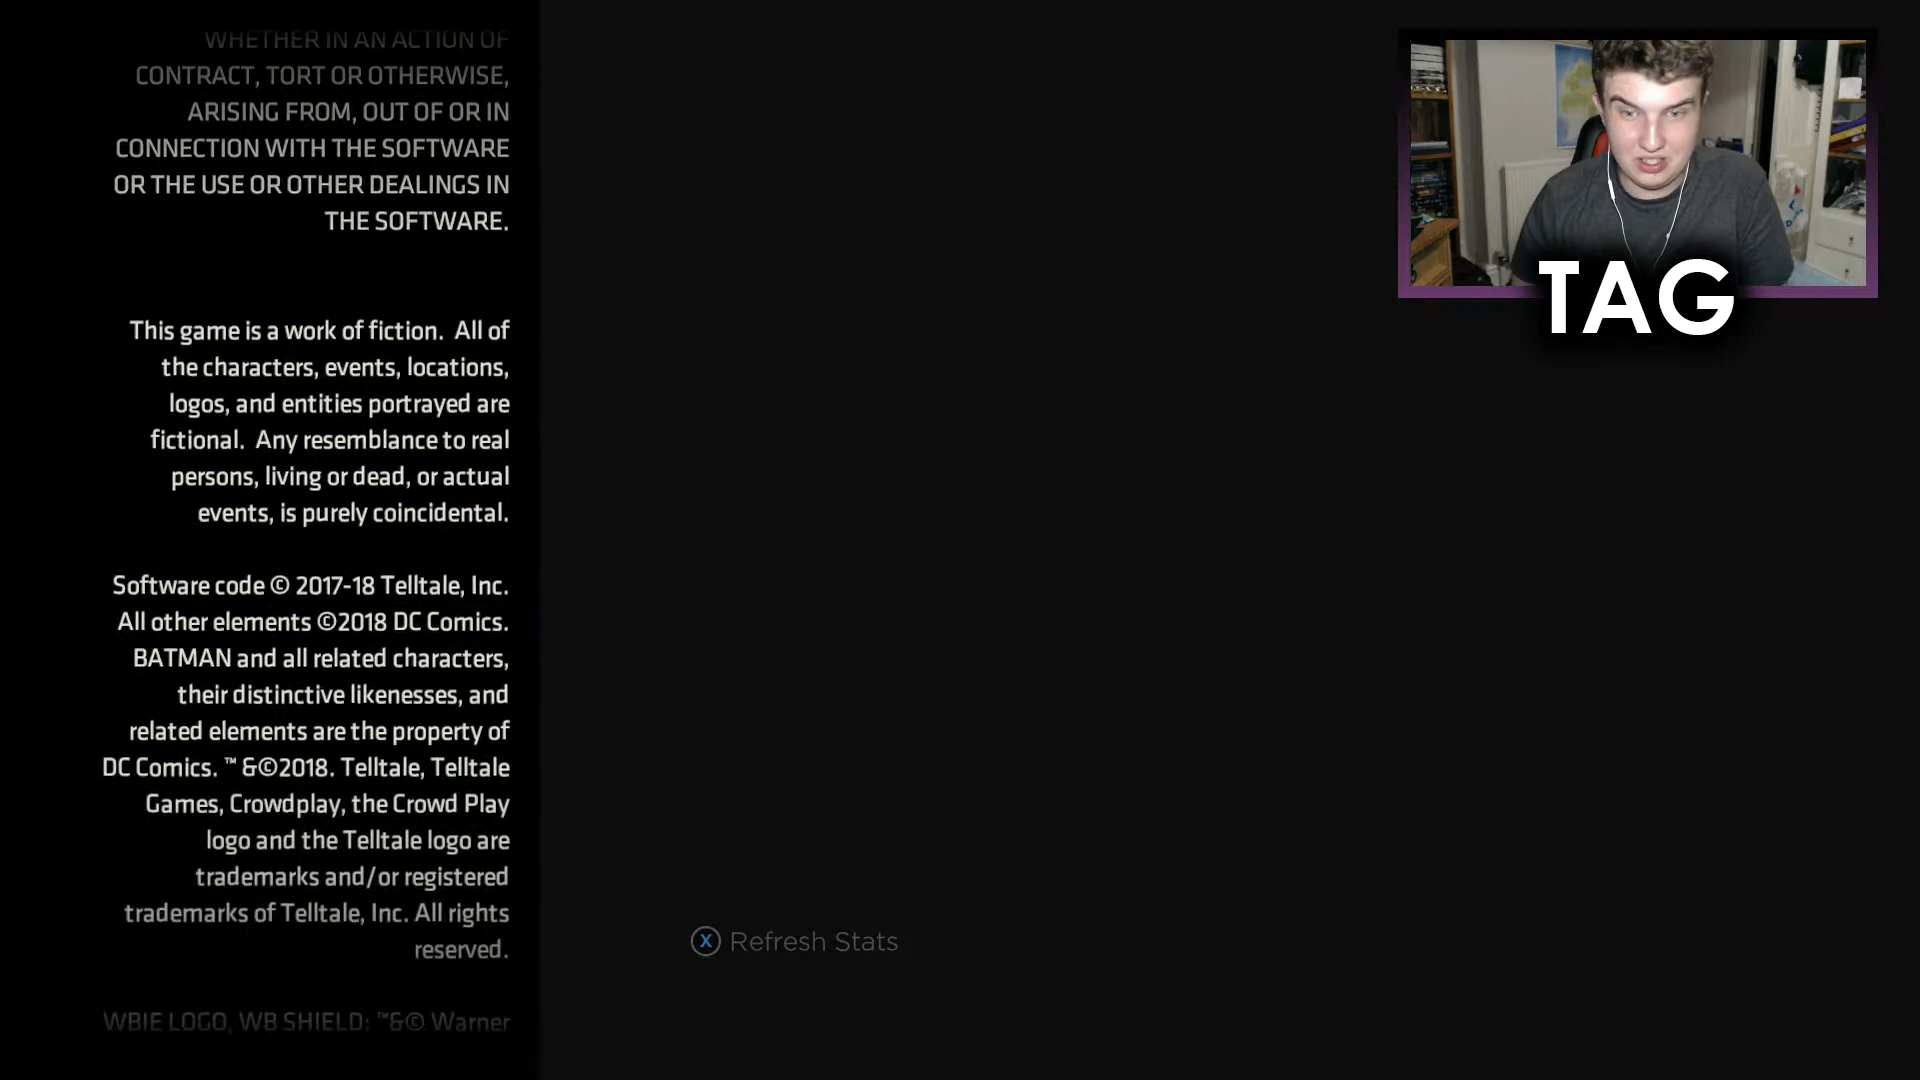 WHETHER IN AN ACTION OF
CONTRACT, TORT OR OTHERWISE,
ARISING FROM, OUT OF OR IN
CONNECTION WITH THE SOFTWARE
OR THE USE OR OTHER DEALINGS IN
THE SOFTWARE.
This game is a work of fiction. All of
the characters, events, locations,
logos, and entities portrayed are
fictional. Any resemblance to real
persons, living or dead, or actual
events, is purely coincidental.
Software code © 2017-18 Telltale, Inc.
All other elements ©2018 DC Comics.
BATMAN and all related characters,
their distinctive likenesses, and
related elements are the property of
DC Comics. ™ &©2018. Telltale, Telltale
Games, Crowdplay, the Crowd Play
logo and the Telltale logo are
trademarks and/or registered
trademarks of Telltale, Inc. All rights
reserved.
WBIE LOGO, WB SHIELD: ™&© Warner
X Refresh Stats
TAG